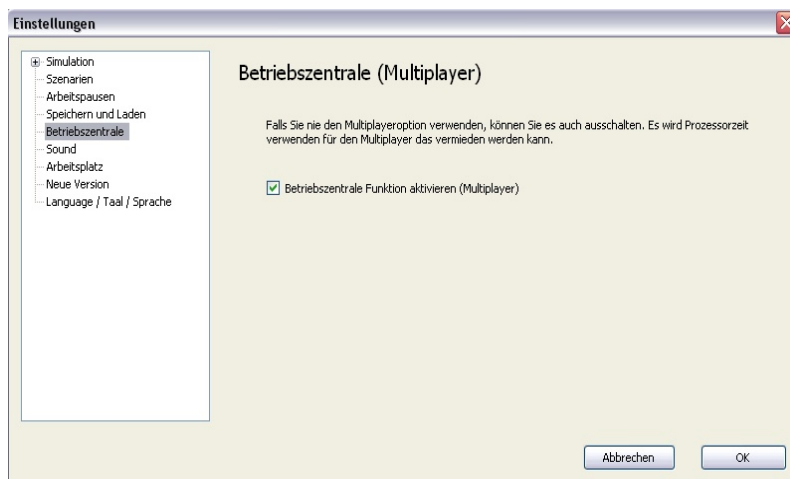 Einstellungen
Simulation
Szenarien
Arbeitspausen
Speichern und Laden
Betriebszentrale
Sound
Arbeitsplatz
Neue Version
Language / Taal / Sprache
Betriebszentrale (Multiplayer)
Falls Sie nie den Multiplayeroption verwenden, können Sie es auch ausschalten. Es wird Prozessorzeit
verwenden für den Multiplayer das vermieden werden kann.
Betriebszentrale Funktion aktivieren (Multiplayer)
Abbrechen
OK